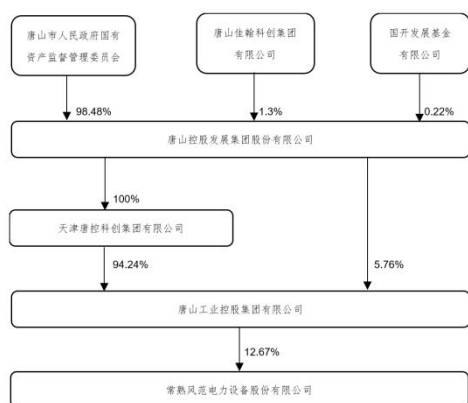 唐山市人民政府国有
资产监督管理委员会
唐山佳翰科创集团
有限公司
国开发展基金
有限公司
98.48%
1.3%
0.22%
唐山控股发展集团股份有限公司
100%
天津唐控科创集团有限公司
94.24%
5.76%
唐山工业控股集团有限公司
12.67%
常熟风范电力设备股份有限公司